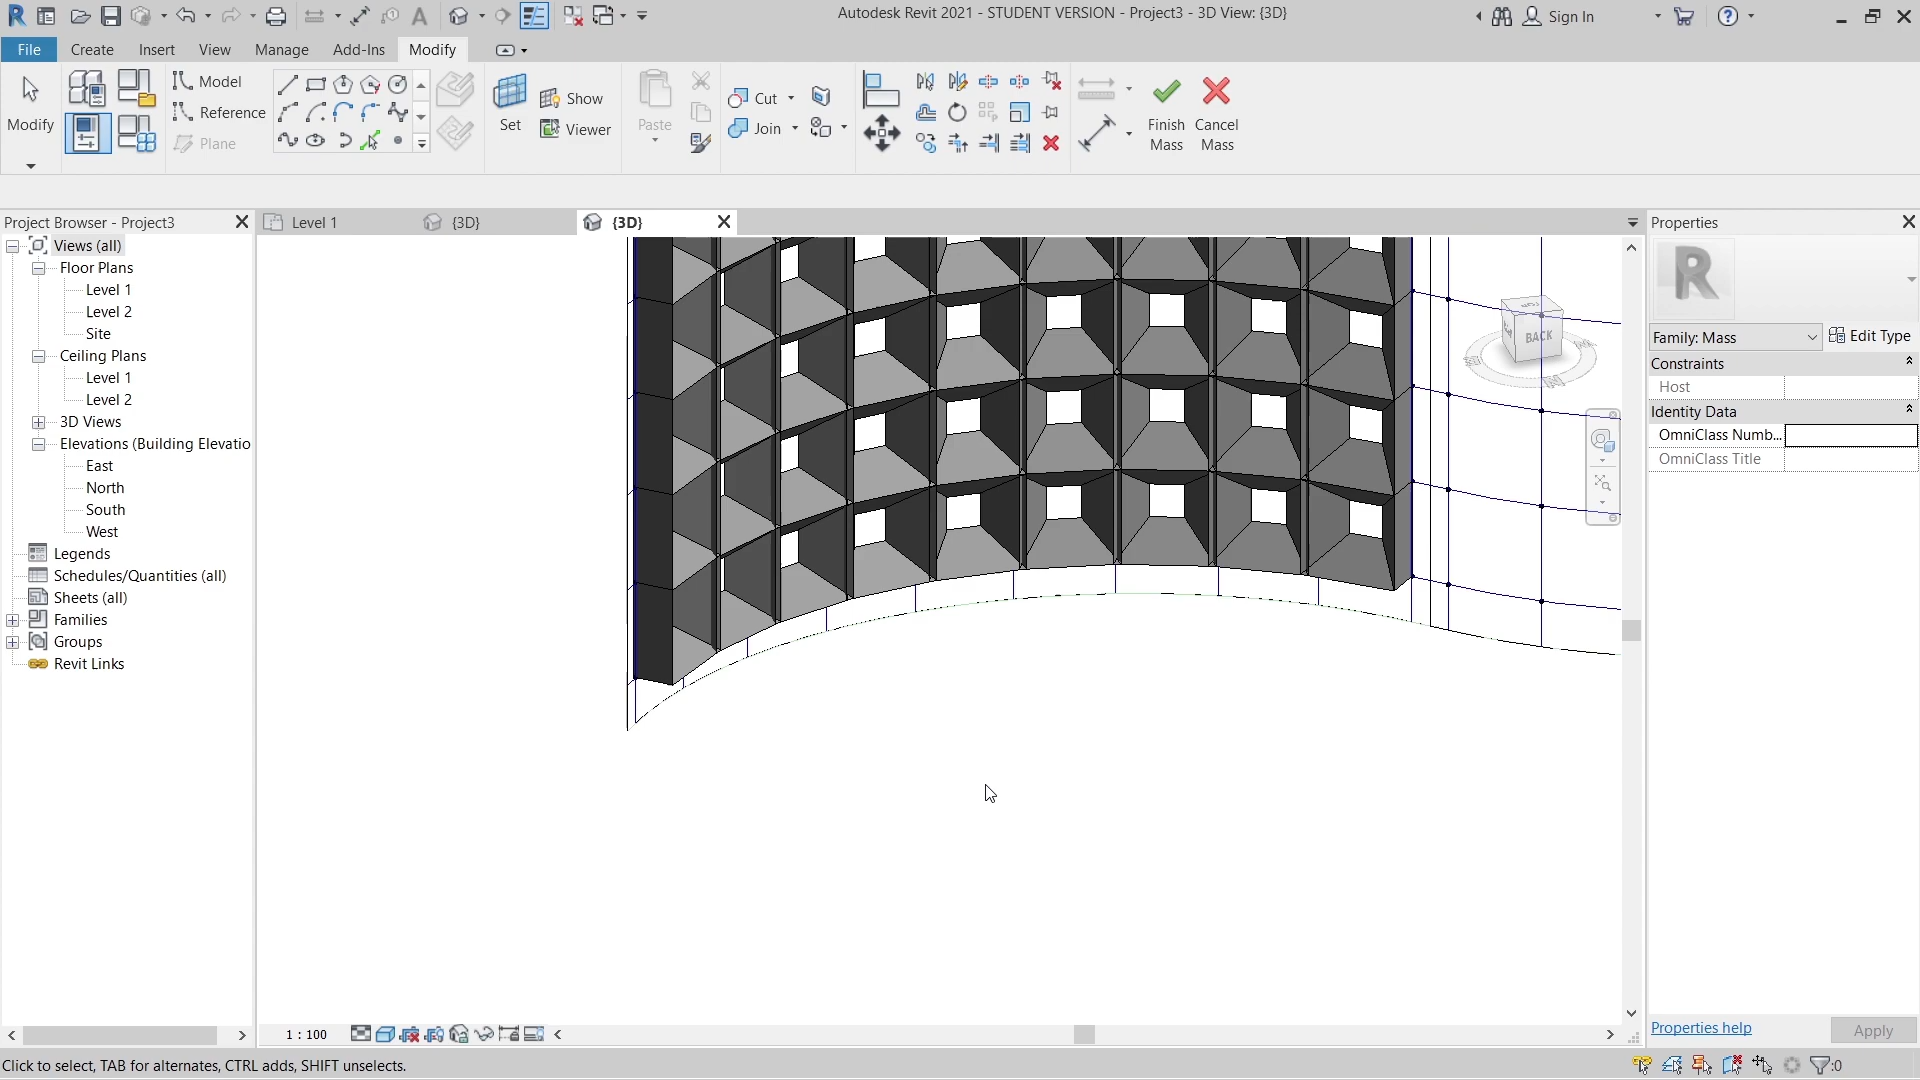 Autodesk Revit 2021 - STUDENT VERSION - Project3 - 3D View: {3D}
Sign In
File
Create
Insert
View
Manage
Add-Ins
Modify
Modify
Model
Reference
Plane
Set
Show
Viewer
Paste
Cut
Join
Finish
Mass
Cancel
Mass
Project Browser - Project3
Level 1
{3D}
{3D}
Properties
Views (all)
Floor Plans
Level 1
Level 2
Site
Ceiling Plans
Level 1
Level 2
3D Views
Elevations (Building Elevatio
East
North
South
West
Legends
Schedules/Quantities (all)
Sheets (all)
Families
Groups
Revit Links
BACK
R
Family: Mass
Edit Type
Constraints
Host
Identity Data
OmniClass Numb...
OmniClass Title
1 : 100
Properties help
Apply
Click to select, TAB for alternates, CTRL adds, SHIFT unselects.
:0